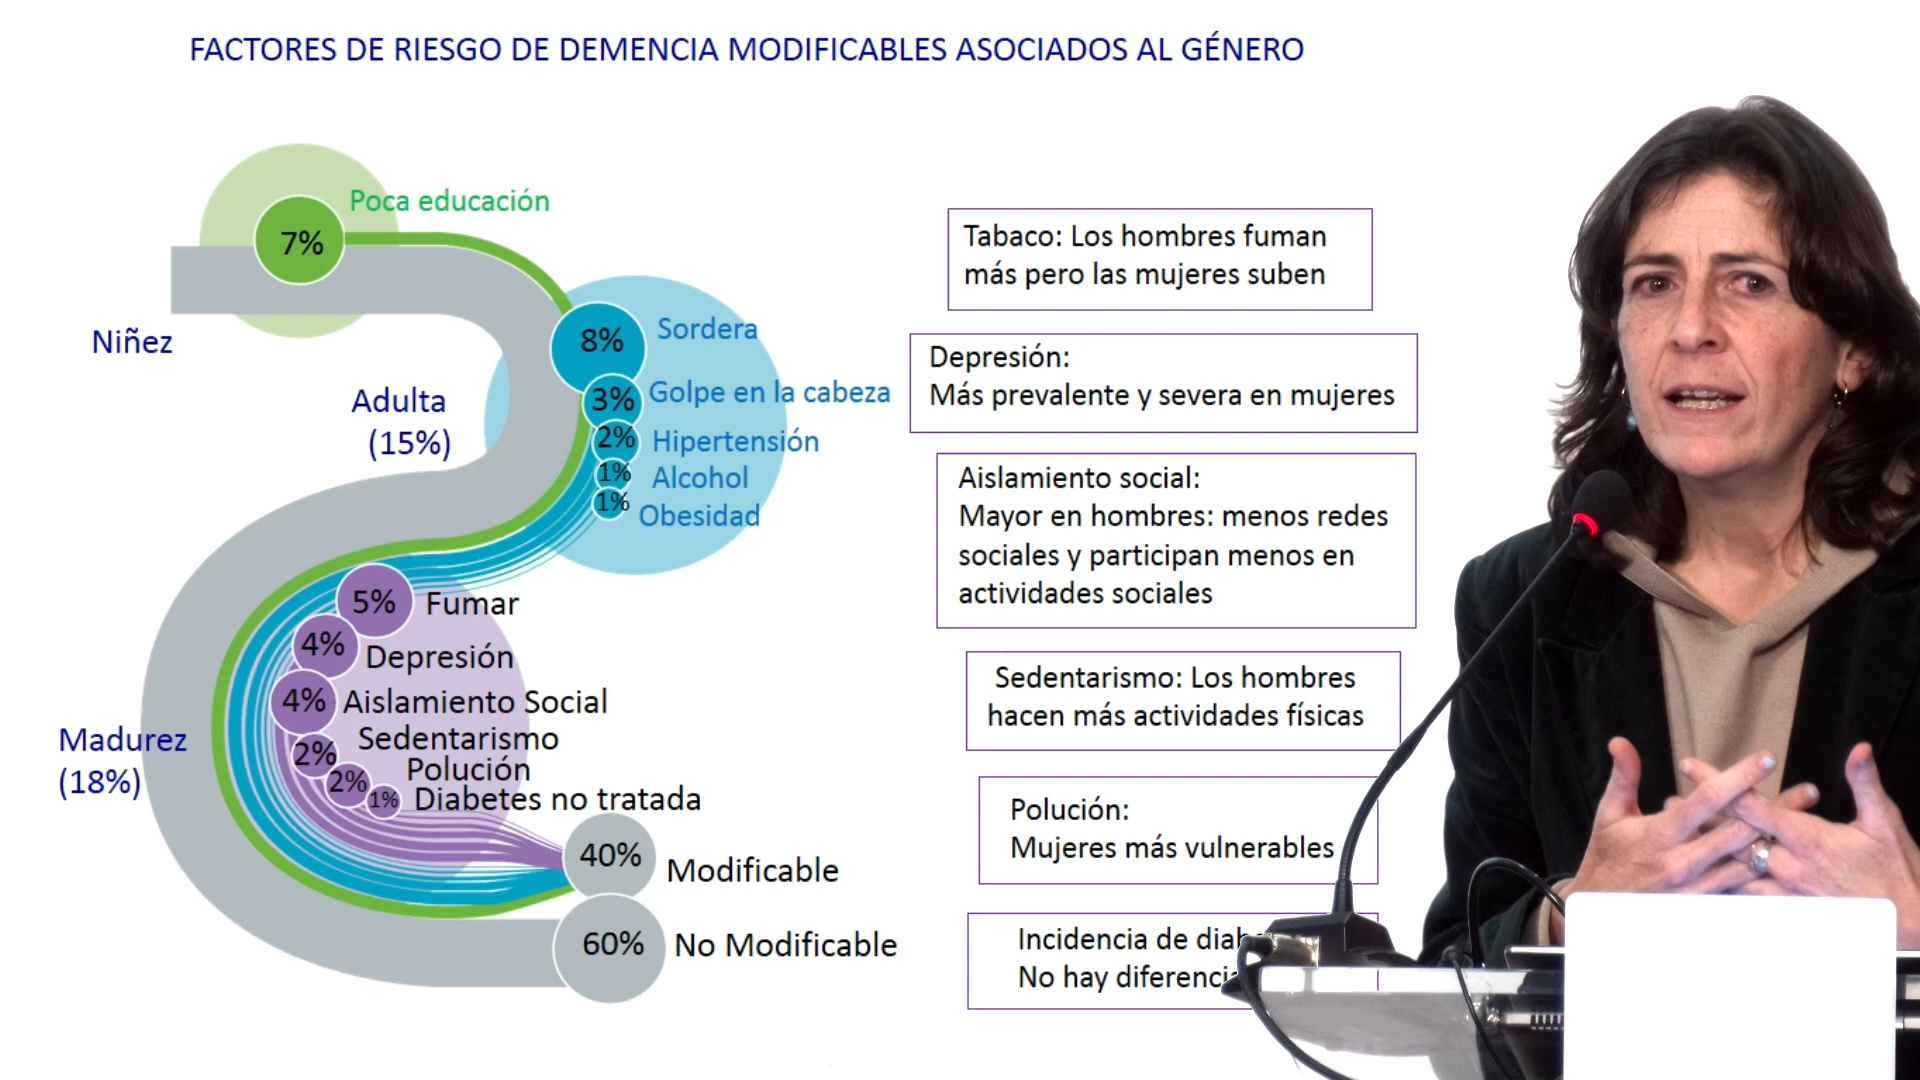 FACTORES DE RIESGO DE DEMENCIA MODIFICABLES ASOCIADOS AL GÉNERO
7%
Poca educación
Niñez
8%
Sordera
3%
Golpe en la cabeza
2%
Hipertensión
1%
Alcohol
1%
Obesidad
Adulta
(15%)
5%
Fumar
4%
Depresión
4%
Aislamiento Social
2%
Sedentarismo
2%
Polución
1%
Diabetes no tratada
Madurez
(18%)
40%
Modificable
60%
No Modificable
Tabaco: Los hombres fuman
más pero las mujeres suben
Depresión:
Más prevalente y severa en mujeres
Aislamiento social:
Mayor en hombres: menos redes
sociales y participan menos en
actividades sociales
Sedentarismo: Los hombres
hacen más actividades físicas
Polución:
Mujeres más vulnerables
Incidencia de
No hay